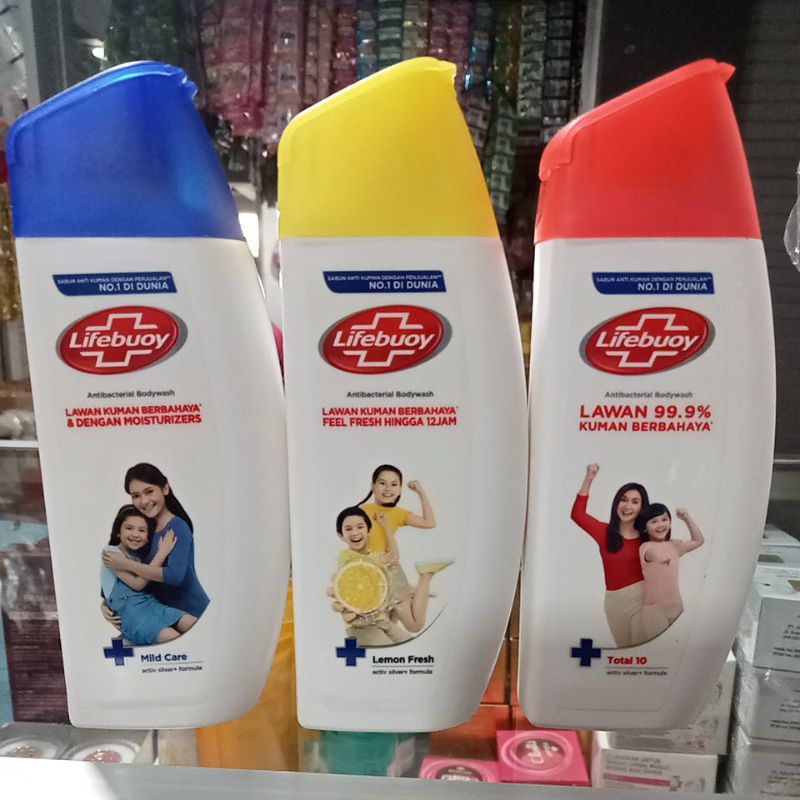 SABUN ANTI KUMAN DENGAN PENJUALAN**
NO.1 DI DUNIA
Lifebuoy
Antibacterial Bodywash
LAWAN KUMAN BERBAHAYA*
& DENGAN MOISTURIZERS
Mild Care
activ silver+ formula
SABUN ANTI KUMAN DENGAN PENJUALAN**
NO.1 DI DUNIA
Lifebuoy
Antibacterial Bodywash
LAWAN KUMAN BERBAHAYA*
FEEL FRESH HINGGA 12JAM
Lemon Fresh
activ silver+ formula
SABUN ANTI KUMAN DENGAN PENJUALAN**
NO.1 DI DUNIA
Lifebuoy
Antibacterial Bodywash
LAWAN 99.9%
KUMAN BERBAHAYA*
Total 10
activ silver+ formula